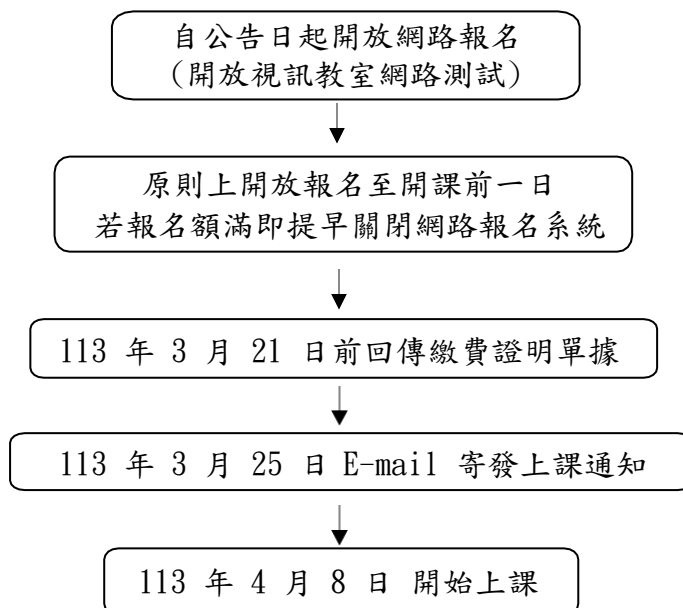 自公告日起開放網路報名
(開放視訊教室網路測試)
原則上開放報名至開課前一日
若報名額滿即提早關閉網路報名系統
113 年 3 月 21 日前回傳繳費證明單據
113 年 3 月 25 日 E-mail 寄發上課通知
113 年 4 月 8 日 開始上課